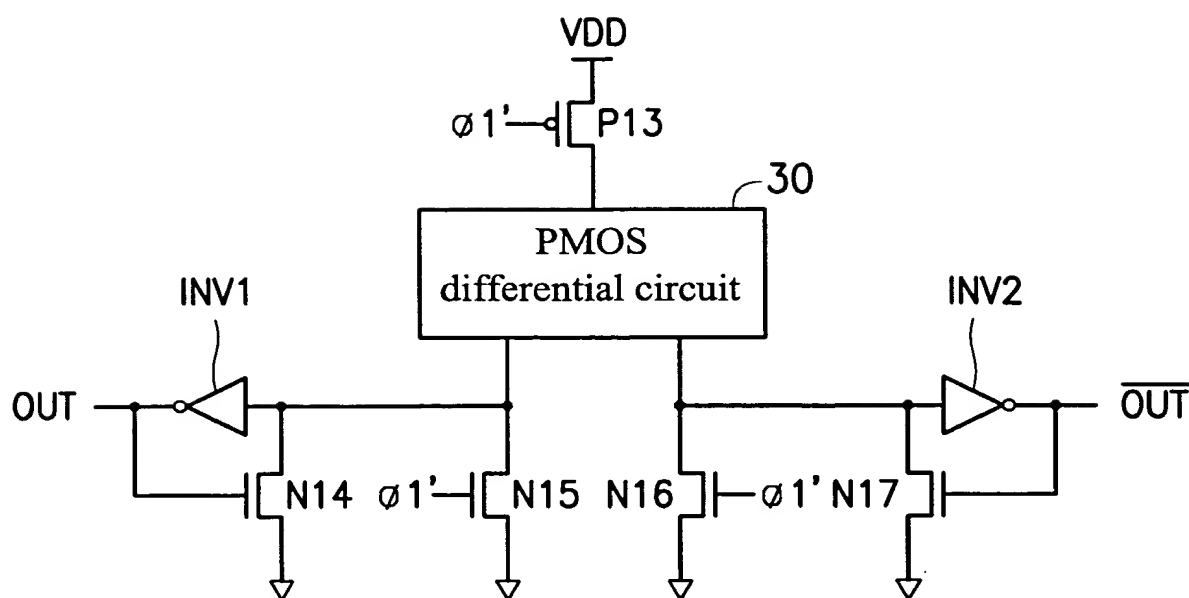 VDD
ø1' P13
30
PMOS
differential circuit
INV1 INV2
OUT OUT
N14 ø1' N15 N16 ø1' N17